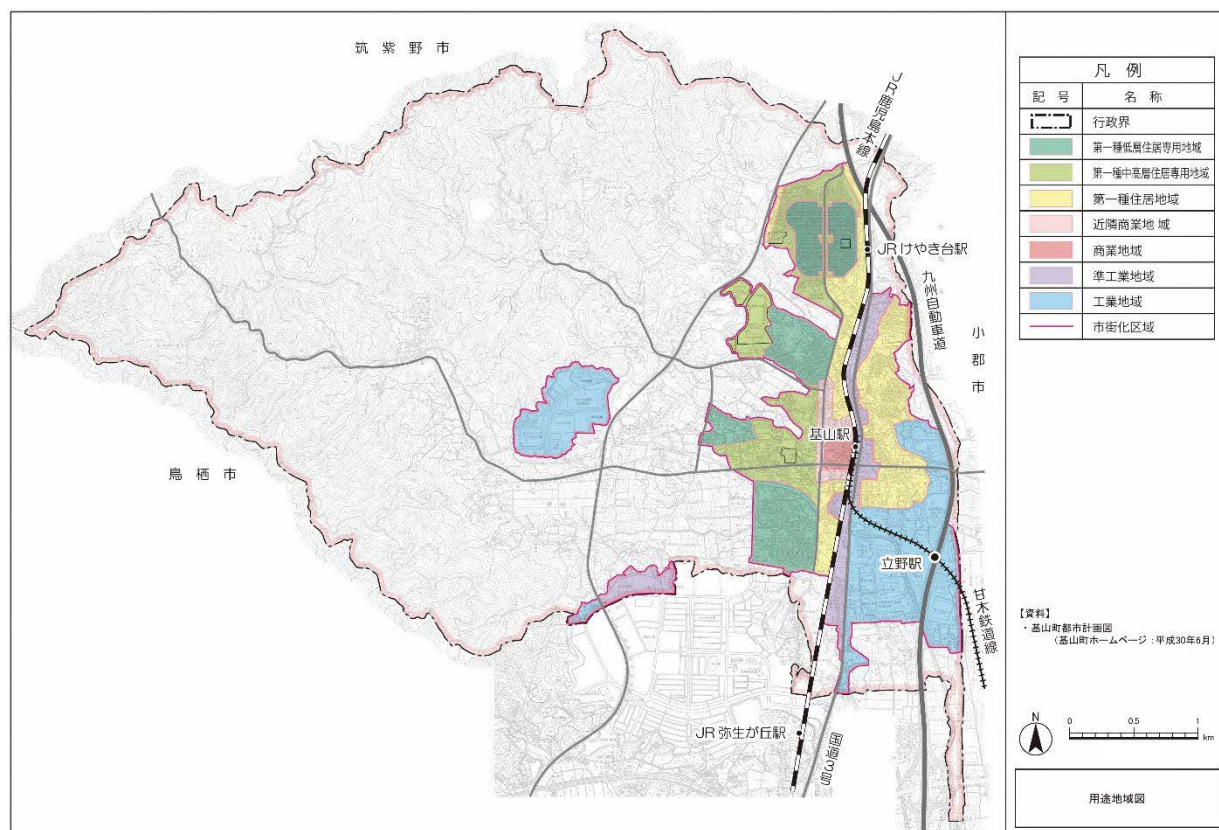 筑紫野市
JR鹿児島本線
JRけやき台駅
九州自動車道
小郡市
基山駅
鳥栖市
立野駅
甘木鉄道線
JR弥生が丘駅
国道3号
凡例
記号 名称
行政界
第一種低層住居専用地域
第一種中高層住居専用地域
第一種住居地域
近隣商業地域
商業地域
準工業地域
工業地域
市街化区域
【資料】
・基山町都市計画図
(基山町ホームページ:平成30年6月)
N
0 0.5 1
km
用途地域図